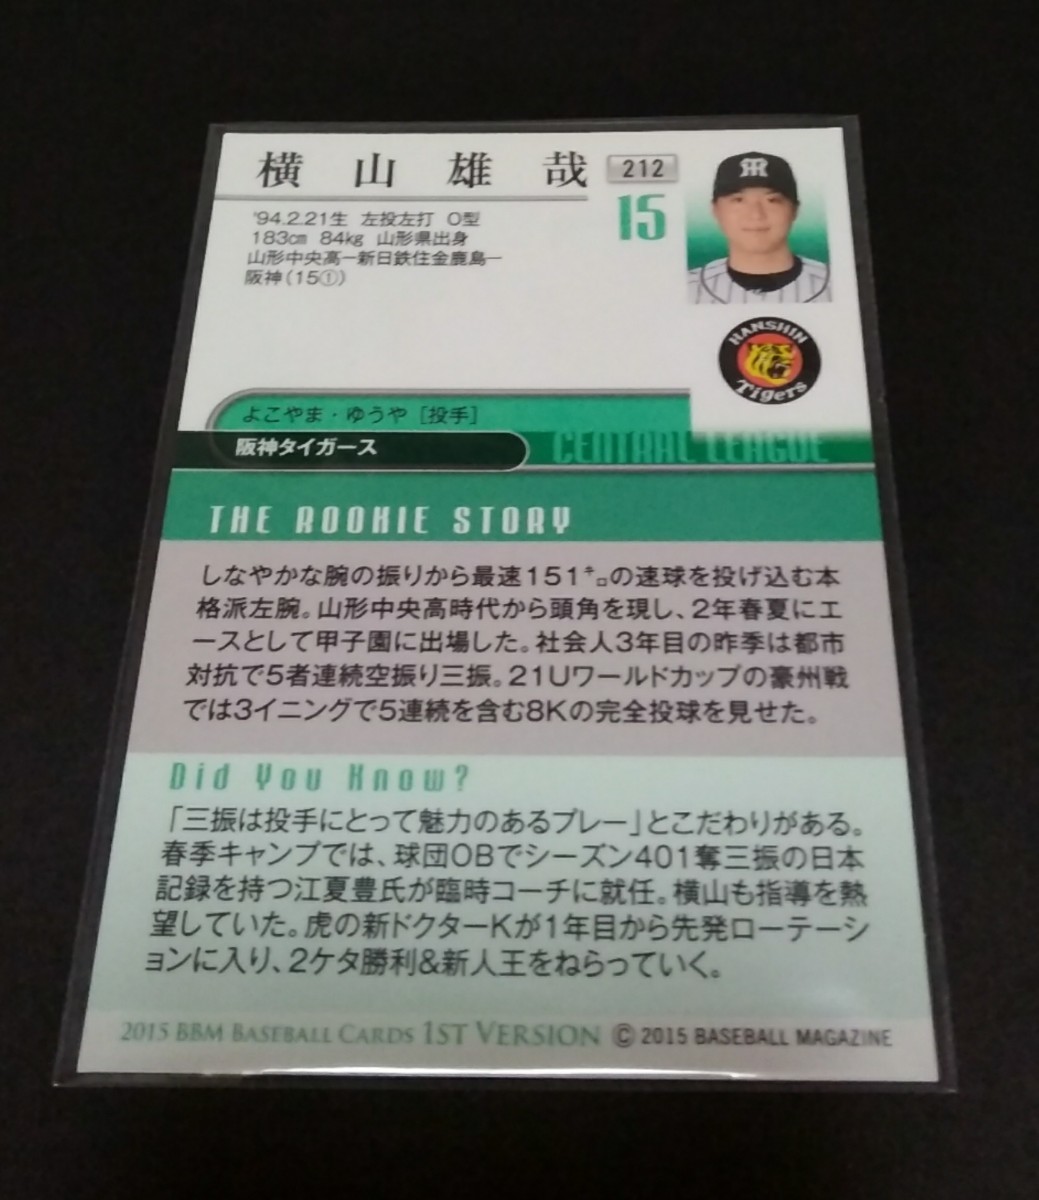 横山雄哉
212
15
'94.2.21生 左投左打 O型
183㎝ 84㎏ 山形県出身
山形中央高―新日鉄住金鹿島―
阪神(15①)
HANSHIN
Tigers
よこやま・ゆうや[投手]
阪神タイガース
CENTRAL LEAGUE
THE ROOKIE STORY
しなやかな腕の振りから最速151㌔の速球を投げ込む本
格派左腕。山形中央高時代から頭角を現し、2年春夏にエ
ースとして甲子園に出場した。社会人3年目の昨季は都市
対抗で5者連続空振り三振。21Uワールドカップの豪州戦
では3イニングで5連続を含む8Kの完全投球を見せた。
Did You Know?
「三振は投手にとって魅力のあるプレー」とこだわりがある。
春季キャンプでは、球団OBでシーズン401奪三振の日本
記録を持つ江夏豊氏が臨時コーチに就任。横山も指導を熱
望していた。虎の新ドクターKが1年目から先発ローテーシ
ョンに入り、2ケタ勝利&新人王をねらっていく。
2015 BBM BASEBALL CARDS 1ST VERSION © 2015 BASEBALL MAGAZINE